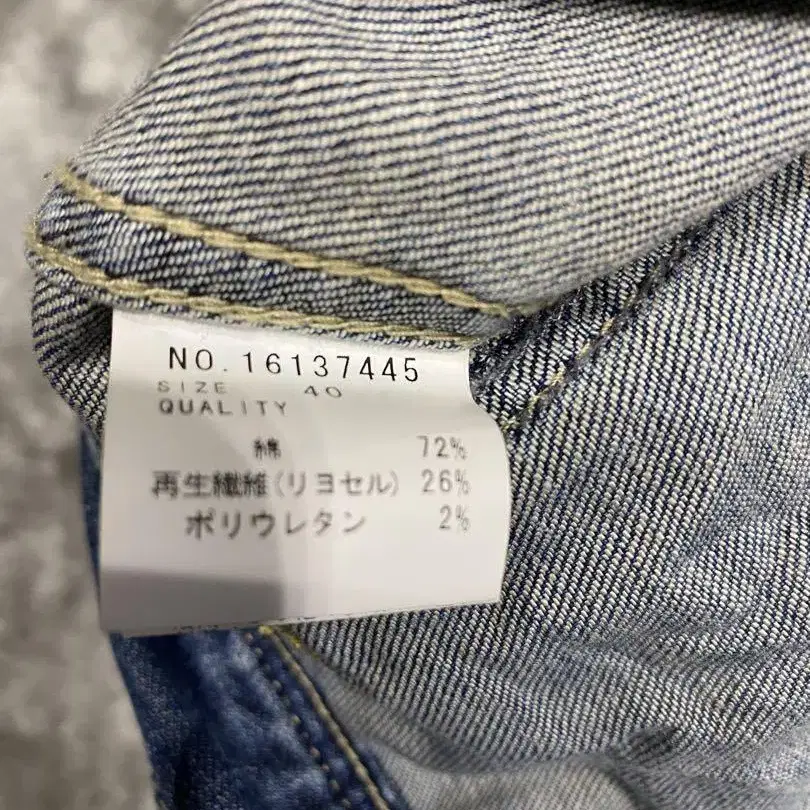 NO.16137445
SIZE 40
QUALITY
綿 72%
再生繊維(リヨセル) 26%
ポリウレタン 2%